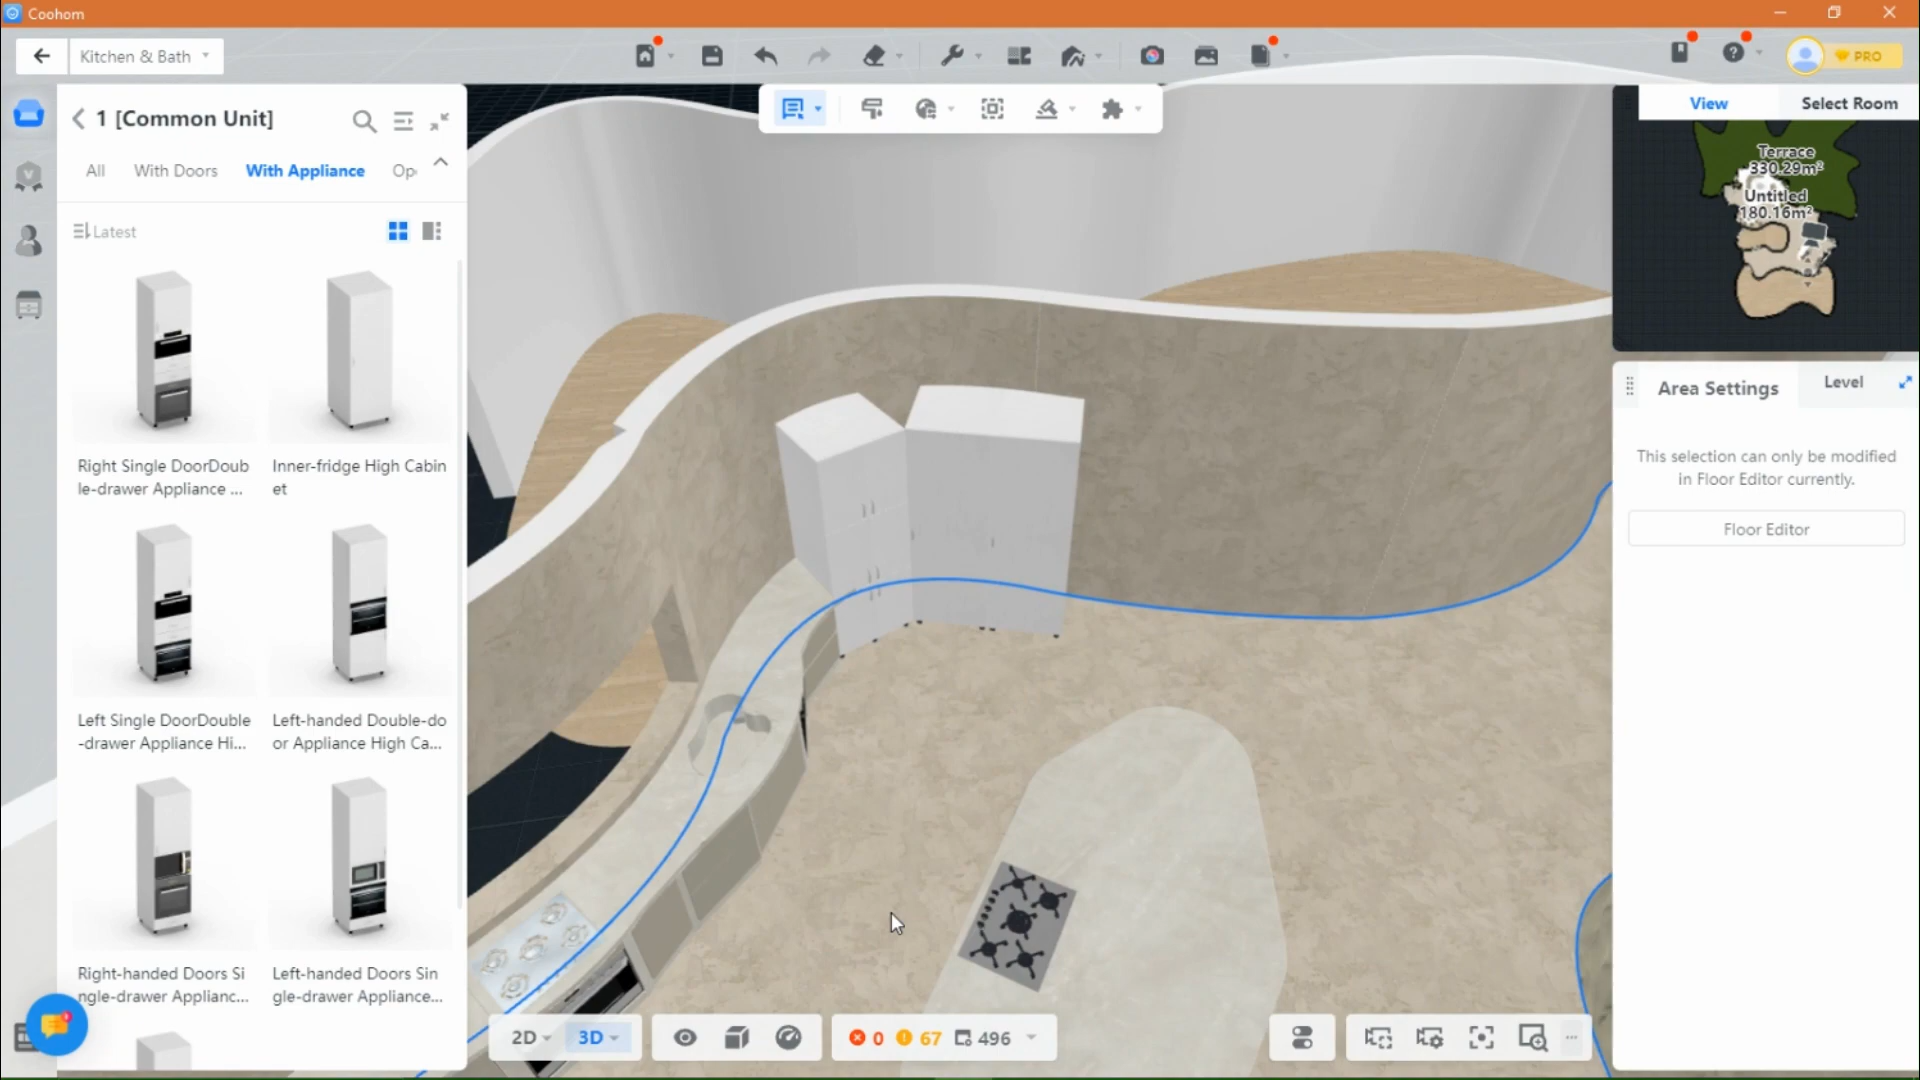 Coohom
Kitchen & Bath
PRO
1 [Common Unit]
All With Doors With Appliance Op
Latest
Right Single DoorDoub
le-drawer Appliance ...
Inner-fridge High Cabin
et
Left Single DoorDouble
-drawer Appliance Hi...
Left-handed Double-do
or Appliance High Ca...
Right-handed Doors Si
ngle-drawer Applianc...
Left-handed Doors Sin
gle-drawer Appliance...
View Select Room
Terrace
330.29m²
Untitled
180.16m²
Area Settings Level
This selection can only be modified
in Floor Editor currently.
Floor Editor
2D 3D 0 67 496